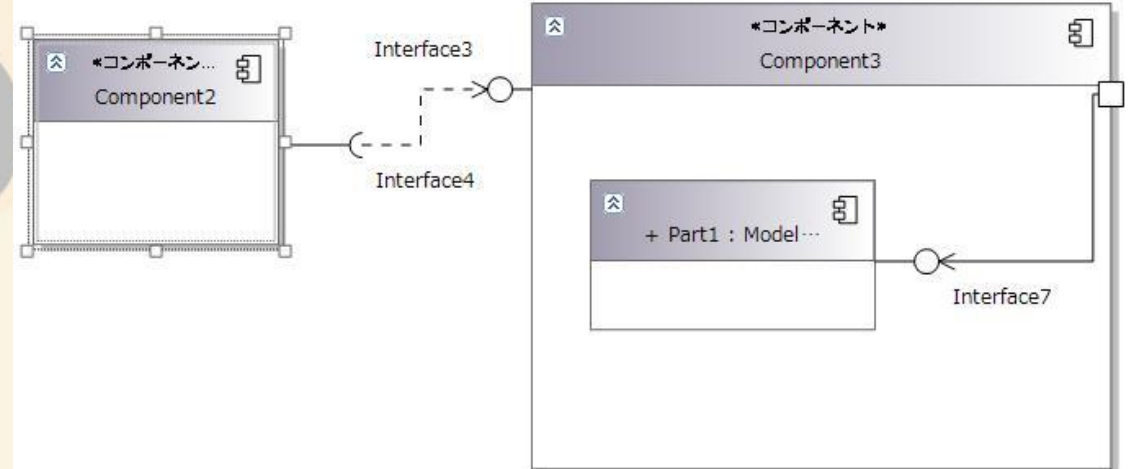 «コンポーネン...
Component2
Interface3
Interface4
«コンポーネント»
Component3
+ Part1 : Model...
Interface7